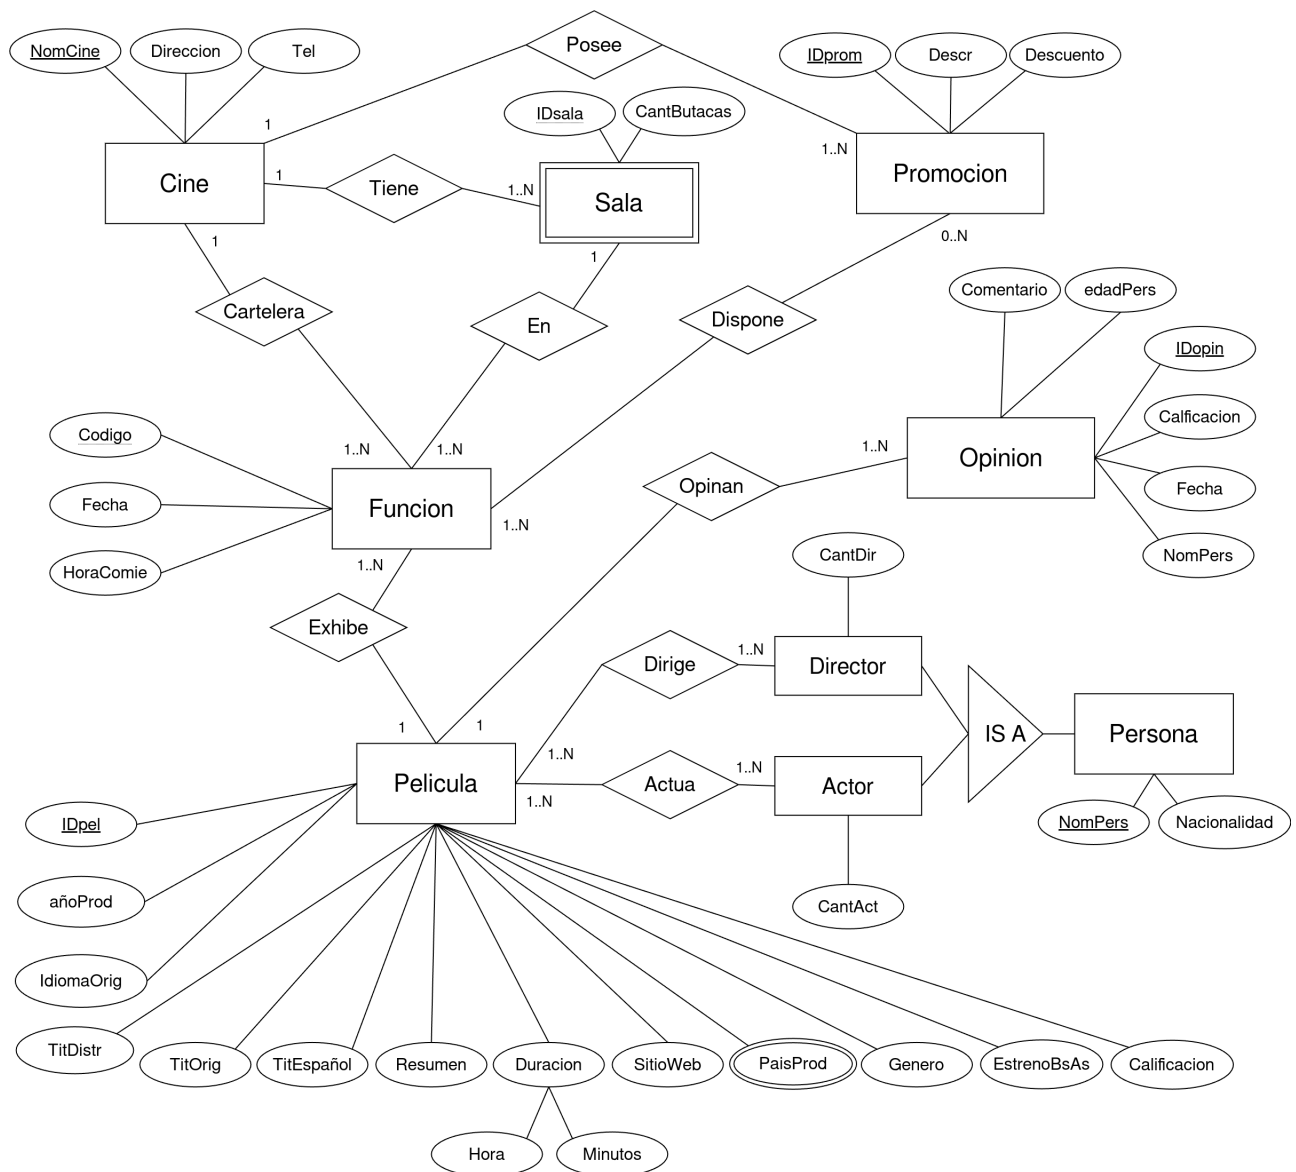 Posee
NomCine
Direccion
Tel
IDprom
Descr
Descuento
IDsala
CantButacas
1
1..N
Cine
1
Tiene
1..N
Sala
Promocion
1
1
0..N
Cartelera
En
Dispone
Comentario
edadPers
IDopin
Codigo
1..N
1..N
1..N
Calficacion
Opinion
Opinan
Fecha
Funcion
1..N
Fecha
HoraComie
1..N
CantDir
NomPers
Exhibe
Dirige
1..N
Director
1
1
1..N
IS A
Persona
Pelicula
1..N
Actua
1..N
Actor
IDpel
NomPers
Nacionalidad
añoProd
CantAct
IdiomaOrig
TitDistr
TitOrig
TitEspañol
Resumen
Duracion
SitioWeb
PaisProd
Genero
EstrenoBsAs
Calificacion
Hora
Minutos